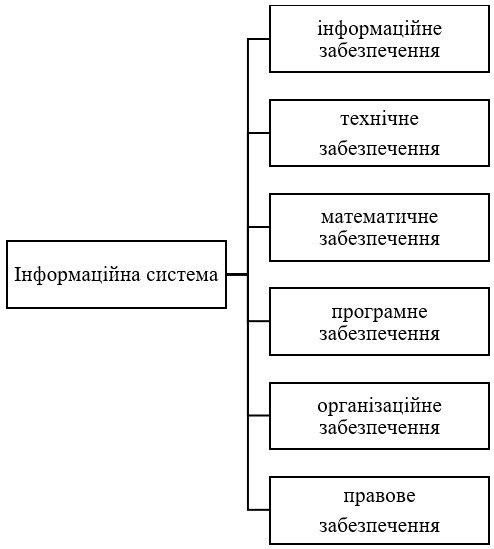 інформаційне
забезпечення
технічне
забезпечення
математичне
забезпечення
Інформаційна система
програмне
забезпечення
організаційне
забезпечення
правове
забезпечення